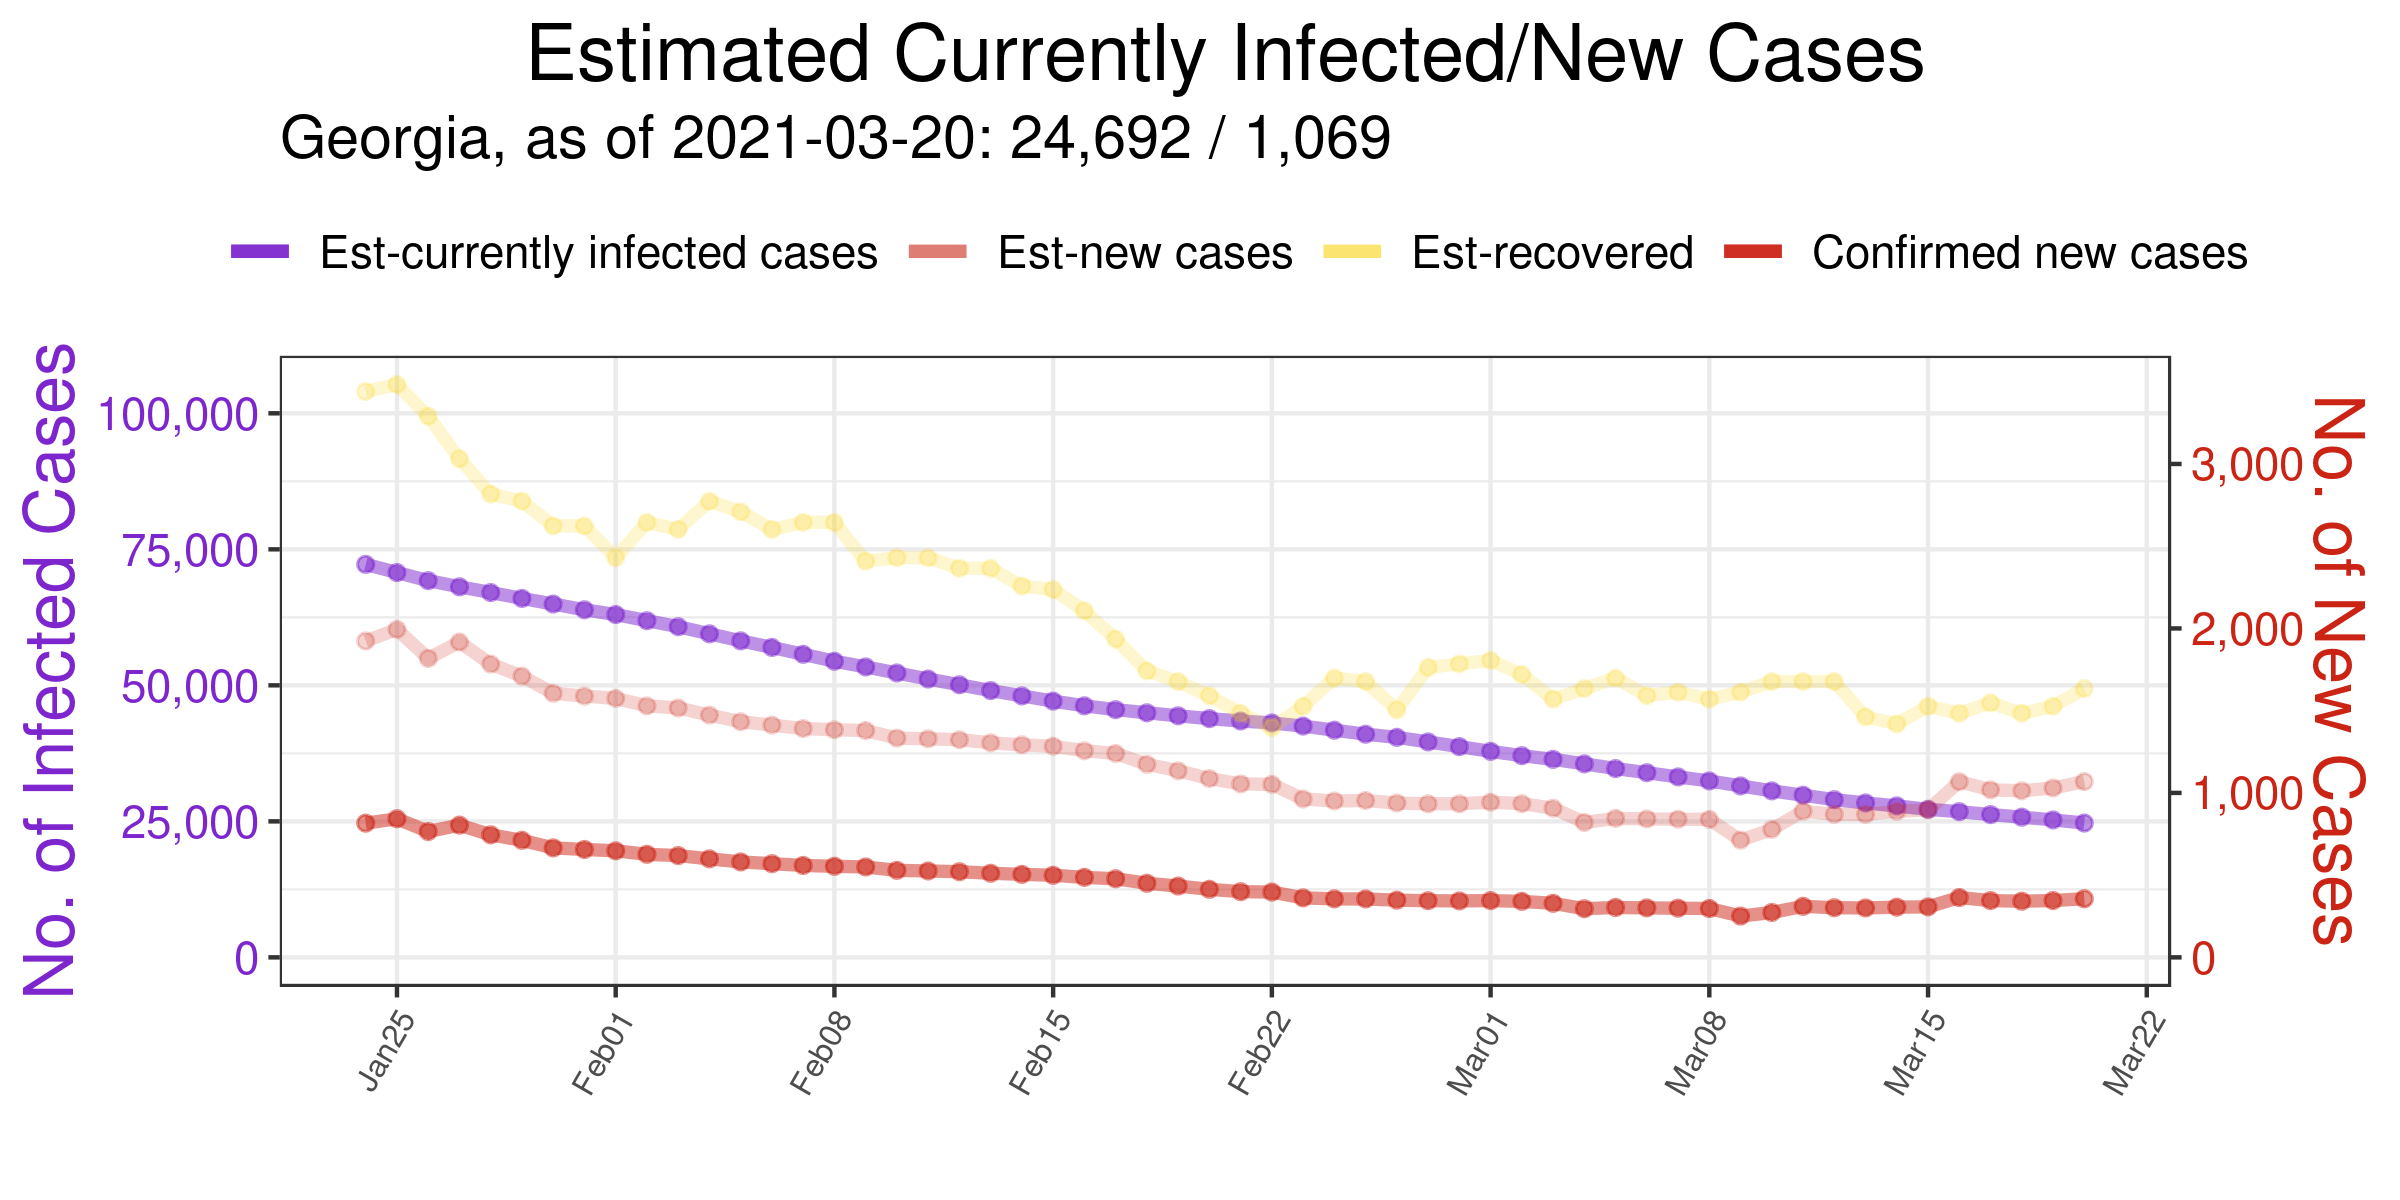 Estimated Currently Infected/New Cases
Georgia, as of 2021-03-20: 24,692 / 1,069
Est-currently infected cases
Est-new cases
Est-recovered
Confirmed new cases
No. of Infected Cases
100,000
75,000
50,000
25,000
0
3,000
2,000
1,000
0
No. of New Cases
Jan25
Feb01
Feb08
Feb15
Feb22
Mar01
Mar08
Mar15
Mar22